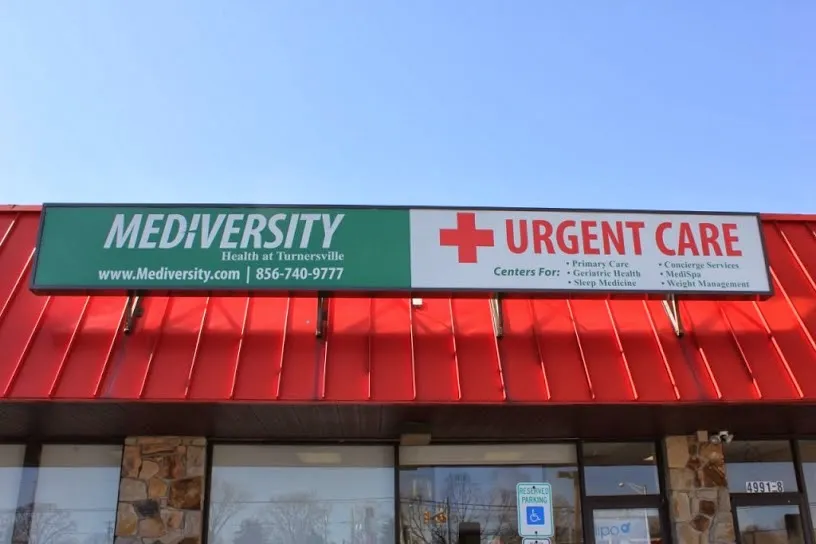 MEDIVERSITY
Health at Turnersville
www.Mediversity.com | 856-740-9777
URGENT CARE
Centers For:
• Primary Care
• Geriatric Health
• Sleep Medicine
• Concierge Services
• MediSpa
• Weight Management
RESERVED
PARKING
4991-8